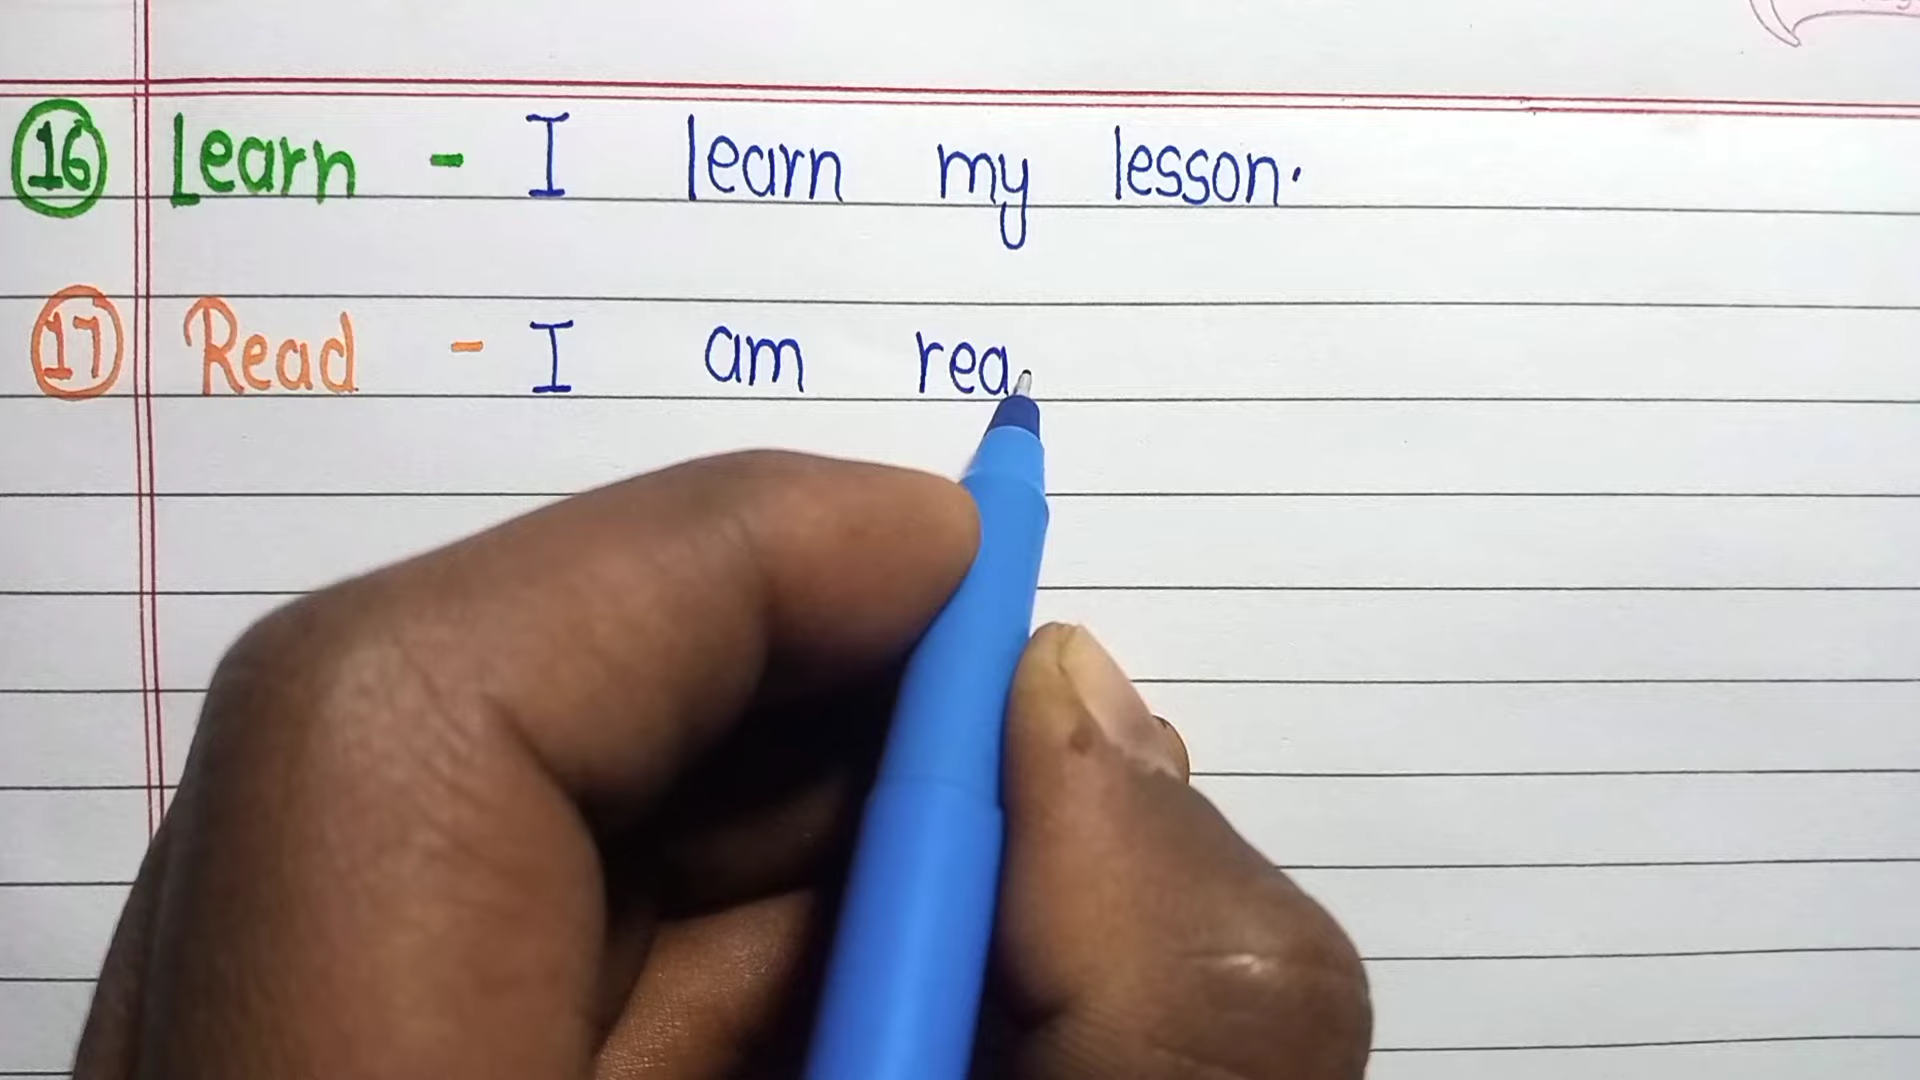 16 Learn - I learn my lesson.
17 Read - I am rea